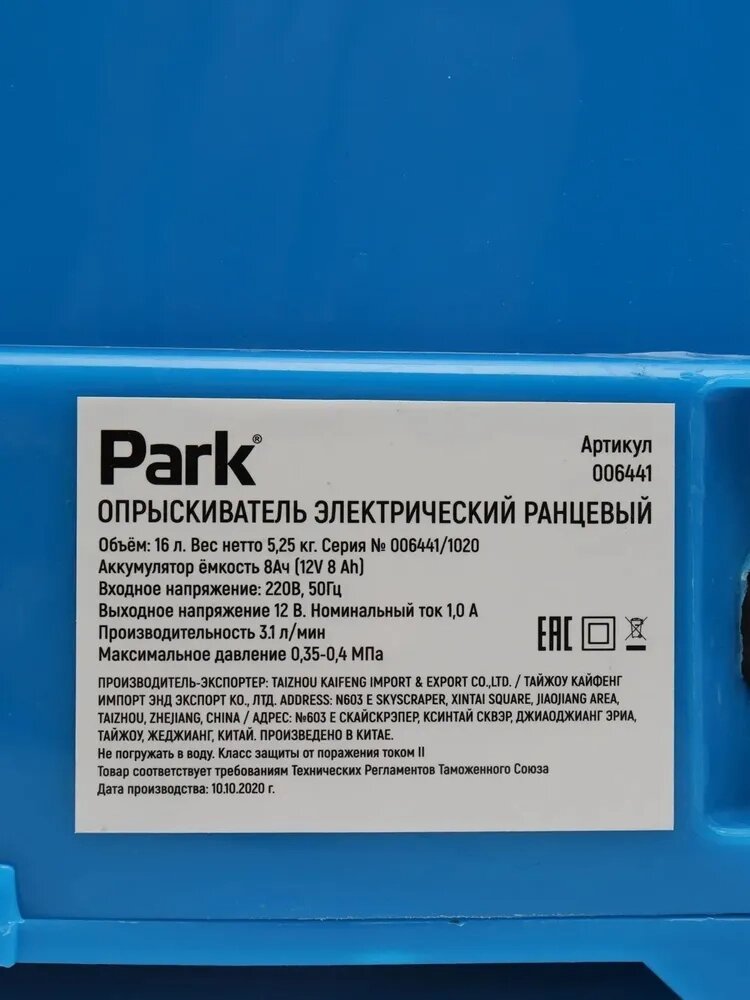 Park®
Артикул
006441
ОПРЫСКИВАТЕЛЬ ЭЛЕКТРИЧЕСКИЙ РАНЦЕВЫЙ
Объём: 16 л. Вес нетто 5,25 кг. Серия № 006441/1020
Аккумулятор ёмкость 8Ач (12V 8 Ah)
Входное напряжение: 220В, 50Гц
Выходное напряжение 12 В. Номинальный ток 1,0 А
Производительность 3.1 л/мин
Максимальное давление 0,35-0,4 МПа
EAC
ПРОИЗВОДИТЕЛЬ-ЭКСПОРТЕР: TAIZHOU KAIFENG IMPORT & EXPORT CO.,LTD. / ТАЙЖОУ КАЙФЕНГ
ИМПОРТ ЭНД ЭКСПОРТ КО., ЛТД. ADDRESS: N603 E SKYSCRAPER, XINTAI SQUARE, JIAOJIANG AREA,
TAIZHOU, ZHEJIANG, CHINA / АДРЕС: №603 Е СКАЙСКРЭПЕР, КСИНТАЙ СКВЭР, ДЖИАОДЖИАНГ ЭРИА,
ТАЙЖОУ, ЖЕДЖИАНГ, КИТАЙ. ПРОИЗВЕДЕНО В КИТАЕ.
Не погружать в воду. Класс защиты от поражения током II
Товар соответствует требованиям Технических Регламентов Таможенного Союза
Дата производства: 10.10.2020 г.